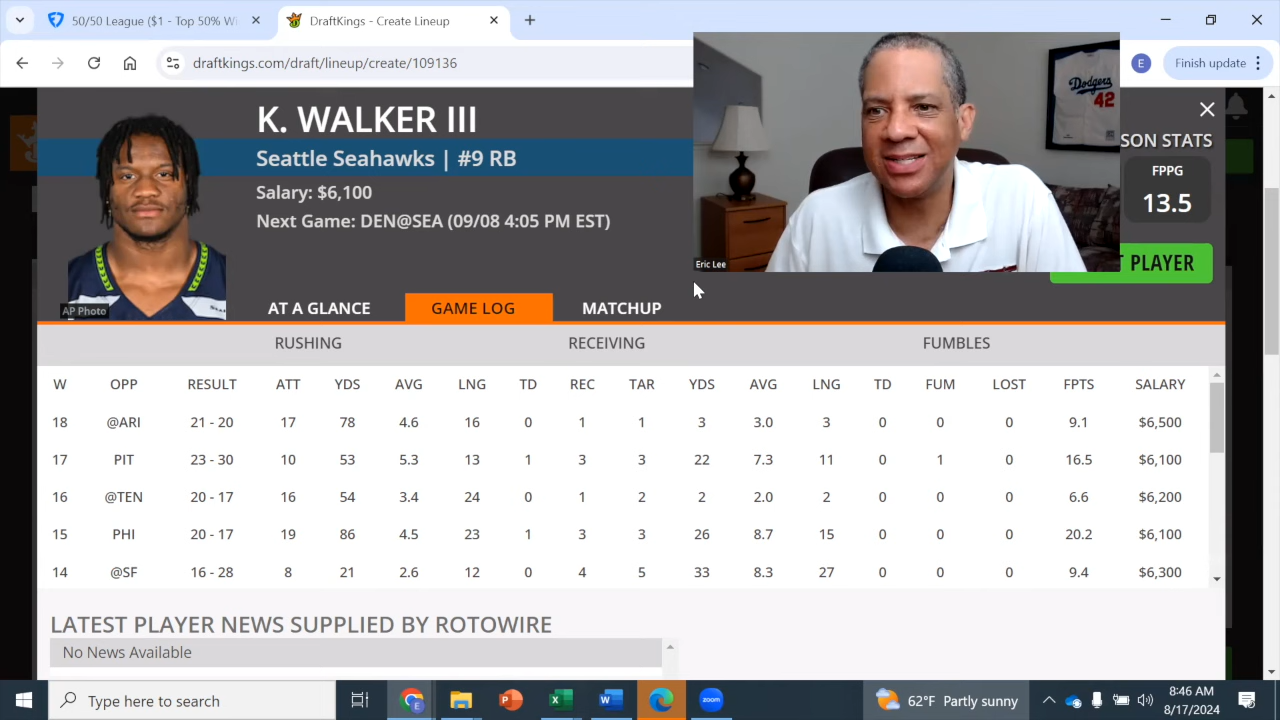 50/50 League ($1 - Top 50% Wi
DraftKings - Create Lineup
draftkings.com/draft/lineup/create/109136
E
Finish update
K. WALKER III
Seattle Seahawks | #9 RB
Salary: $6,100
Next Game: DEN@SEA (09/08 4:05 PM EST)
AP Photo
Dodgers
42
Eric Lee
SON STATS
FPPG
13.5
PLAYER
AT A GLANCE GAME LOG MATCHUP
RUSHING RECEIVING FUMBLES
W OPP RESULT ATT YDS AVG LNG TD REC TAR YDS AVG LNG TD FUM LOST FPTS SALARY
18 @ARI 21 - 20 17 78 4.6 16 0 1 1 3 3.0 3 0 0 0 9.1 $6,500
17 PIT 23 - 30 10 53 5.3 13 1 3 3 22 7.3 11 0 1 0 16.5 $6,100
16 @TEN 20 - 17 16 54 3.4 24 0 1 2 2 2.0 2 0 0 0 6.6 $6,200
15 PHI 20 - 17 19 86 4.5 23 1 3 3 26 8.7 15 0 0 0 20.2 $6,100
14 @SF 16 - 28 8 21 2.6 12 0 4 5 33 8.3 27 0 0 0 9.4 $6,300
LATEST PLAYER NEWS SUPPLIED BY ROTOWIRE
No News Available
Type here to search
zoom
62°F Partly sunny
8:46 AM
8/17/2024